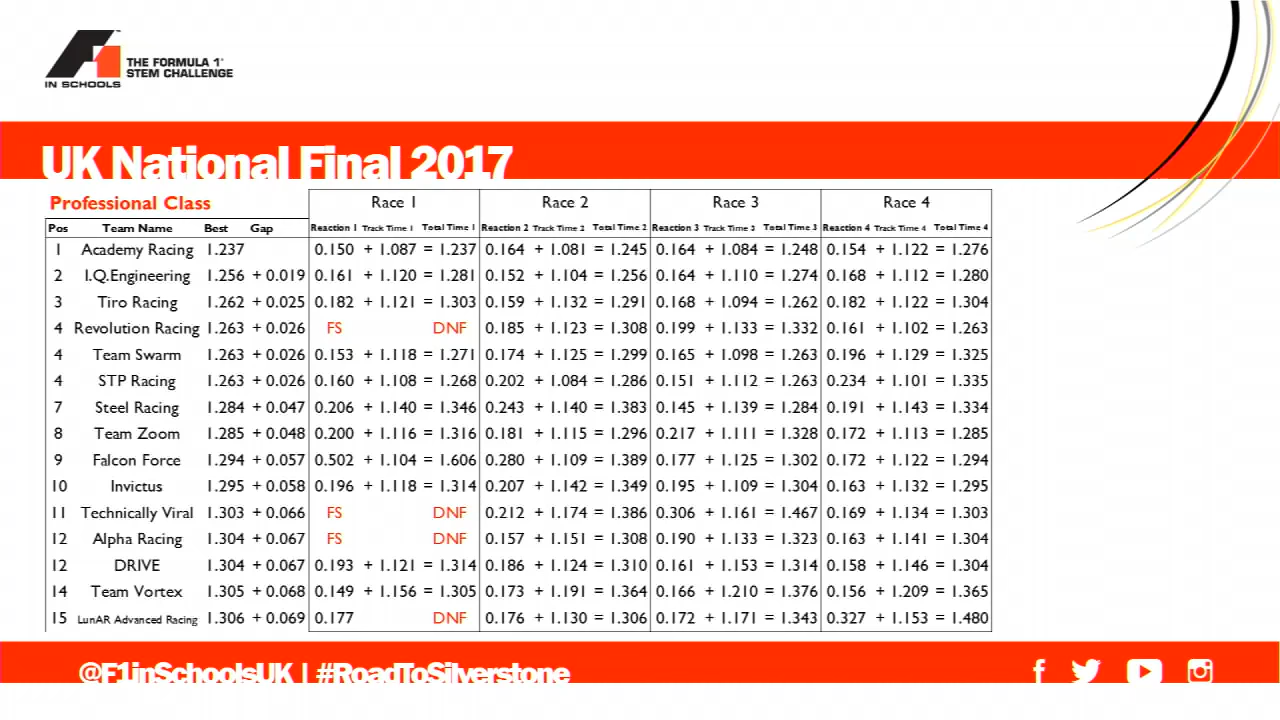 THE FORMULA 1®
STEM CHALLENGE
IN SCHOOLS
UK National Final 2017
Professional Class Race 1 Race 2 Race 3 Race 4
Pos Team Name Best Gap Reaction 1 Track Time 1 Total Time 1 Reaction 2 Track Time 2 Total Time 2 Reaction 3 Track Time 3 Total Time 3 Reaction 4 Track Time 4 Total Time 4
1 Academy Racing 1.237 0.150 + 1.087 = 1.237 0.164 + 1.081 = 1.245 0.164 + 1.084 = 1.248 0.154 + 1.122 = 1.276
2 I.Q.Engineering 1.256 + 0.019 0.161 + 1.120 = 1.281 0.152 + 1.104 = 1.256 0.164 + 1.110 = 1.274 0.168 + 1.112 = 1.280
3 Tiro Racing 1.262 + 0.025 0.182 + 1.121 = 1.303 0.159 + 1.132 = 1.291 0.168 + 1.094 = 1.262 0.182 + 1.122 = 1.304
4 Revolution Racing 1.263 + 0.026 FS DNF 0.185 + 1.123 = 1.308 0.199 + 1.133 = 1.332 0.161 + 1.102 = 1.263
4 Team Swarm 1.263 + 0.026 0.153 + 1.118 = 1.271 0.174 + 1.125 = 1.299 0.165 + 1.098 = 1.263 0.196 + 1.129 = 1.325
4 STP Racing 1.263 + 0.026 0.160 + 1.108 = 1.268 0.202 + 1.084 = 1.286 0.151 + 1.112 = 1.263 0.234 + 1.101 = 1.335
7 Steel Racing 1.284 + 0.047 0.206 + 1.140 = 1.346 0.243 + 1.140 = 1.383 0.145 + 1.139 = 1.284 0.191 + 1.143 = 1.334
8 Team Zoom 1.285 + 0.048 0.200 + 1.116 = 1.316 0.181 + 1.115 = 1.296 0.217 + 1.111 = 1.328 0.172 + 1.113 = 1.285
9 Falcon Force 1.294 + 0.057 0.502 + 1.104 = 1.606 0.280 + 1.109 = 1.389 0.177 + 1.125 = 1.302 0.172 + 1.122 = 1.294
10 Invictus 1.295 + 0.058 0.196 + 1.118 = 1.314 0.207 + 1.142 = 1.349 0.195 + 1.109 = 1.304 0.163 + 1.132 = 1.295
11 Technically Viral 1.303 + 0.066 FS DNF 0.212 + 1.174 = 1.386 0.306 + 1.161 = 1.467 0.169 + 1.134 = 1.303
12 Alpha Racing 1.304 + 0.067 FS DNF 0.157 + 1.151 = 1.308 0.190 + 1.133 = 1.323 0.163 + 1.141 = 1.304
12 DRIVE 1.304 + 0.067 0.193 + 1.121 = 1.314 0.186 + 1.124 = 1.310 0.161 + 1.153 = 1.314 0.158 + 1.146 = 1.304
14 Team Vortex 1.305 + 0.068 0.149 + 1.156 = 1.305 0.173 + 1.191 = 1.364 0.166 + 1.210 = 1.376 0.156 + 1.209 = 1.365
15 LunAR Advanced Racing 1.306 + 0.069 0.177 DNF 0.176 + 1.130 = 1.306 0.172 + 1.171 = 1.343 0.327 + 1.153 = 1.480
@F1inSchoolsUK | #RoadToSilverstone